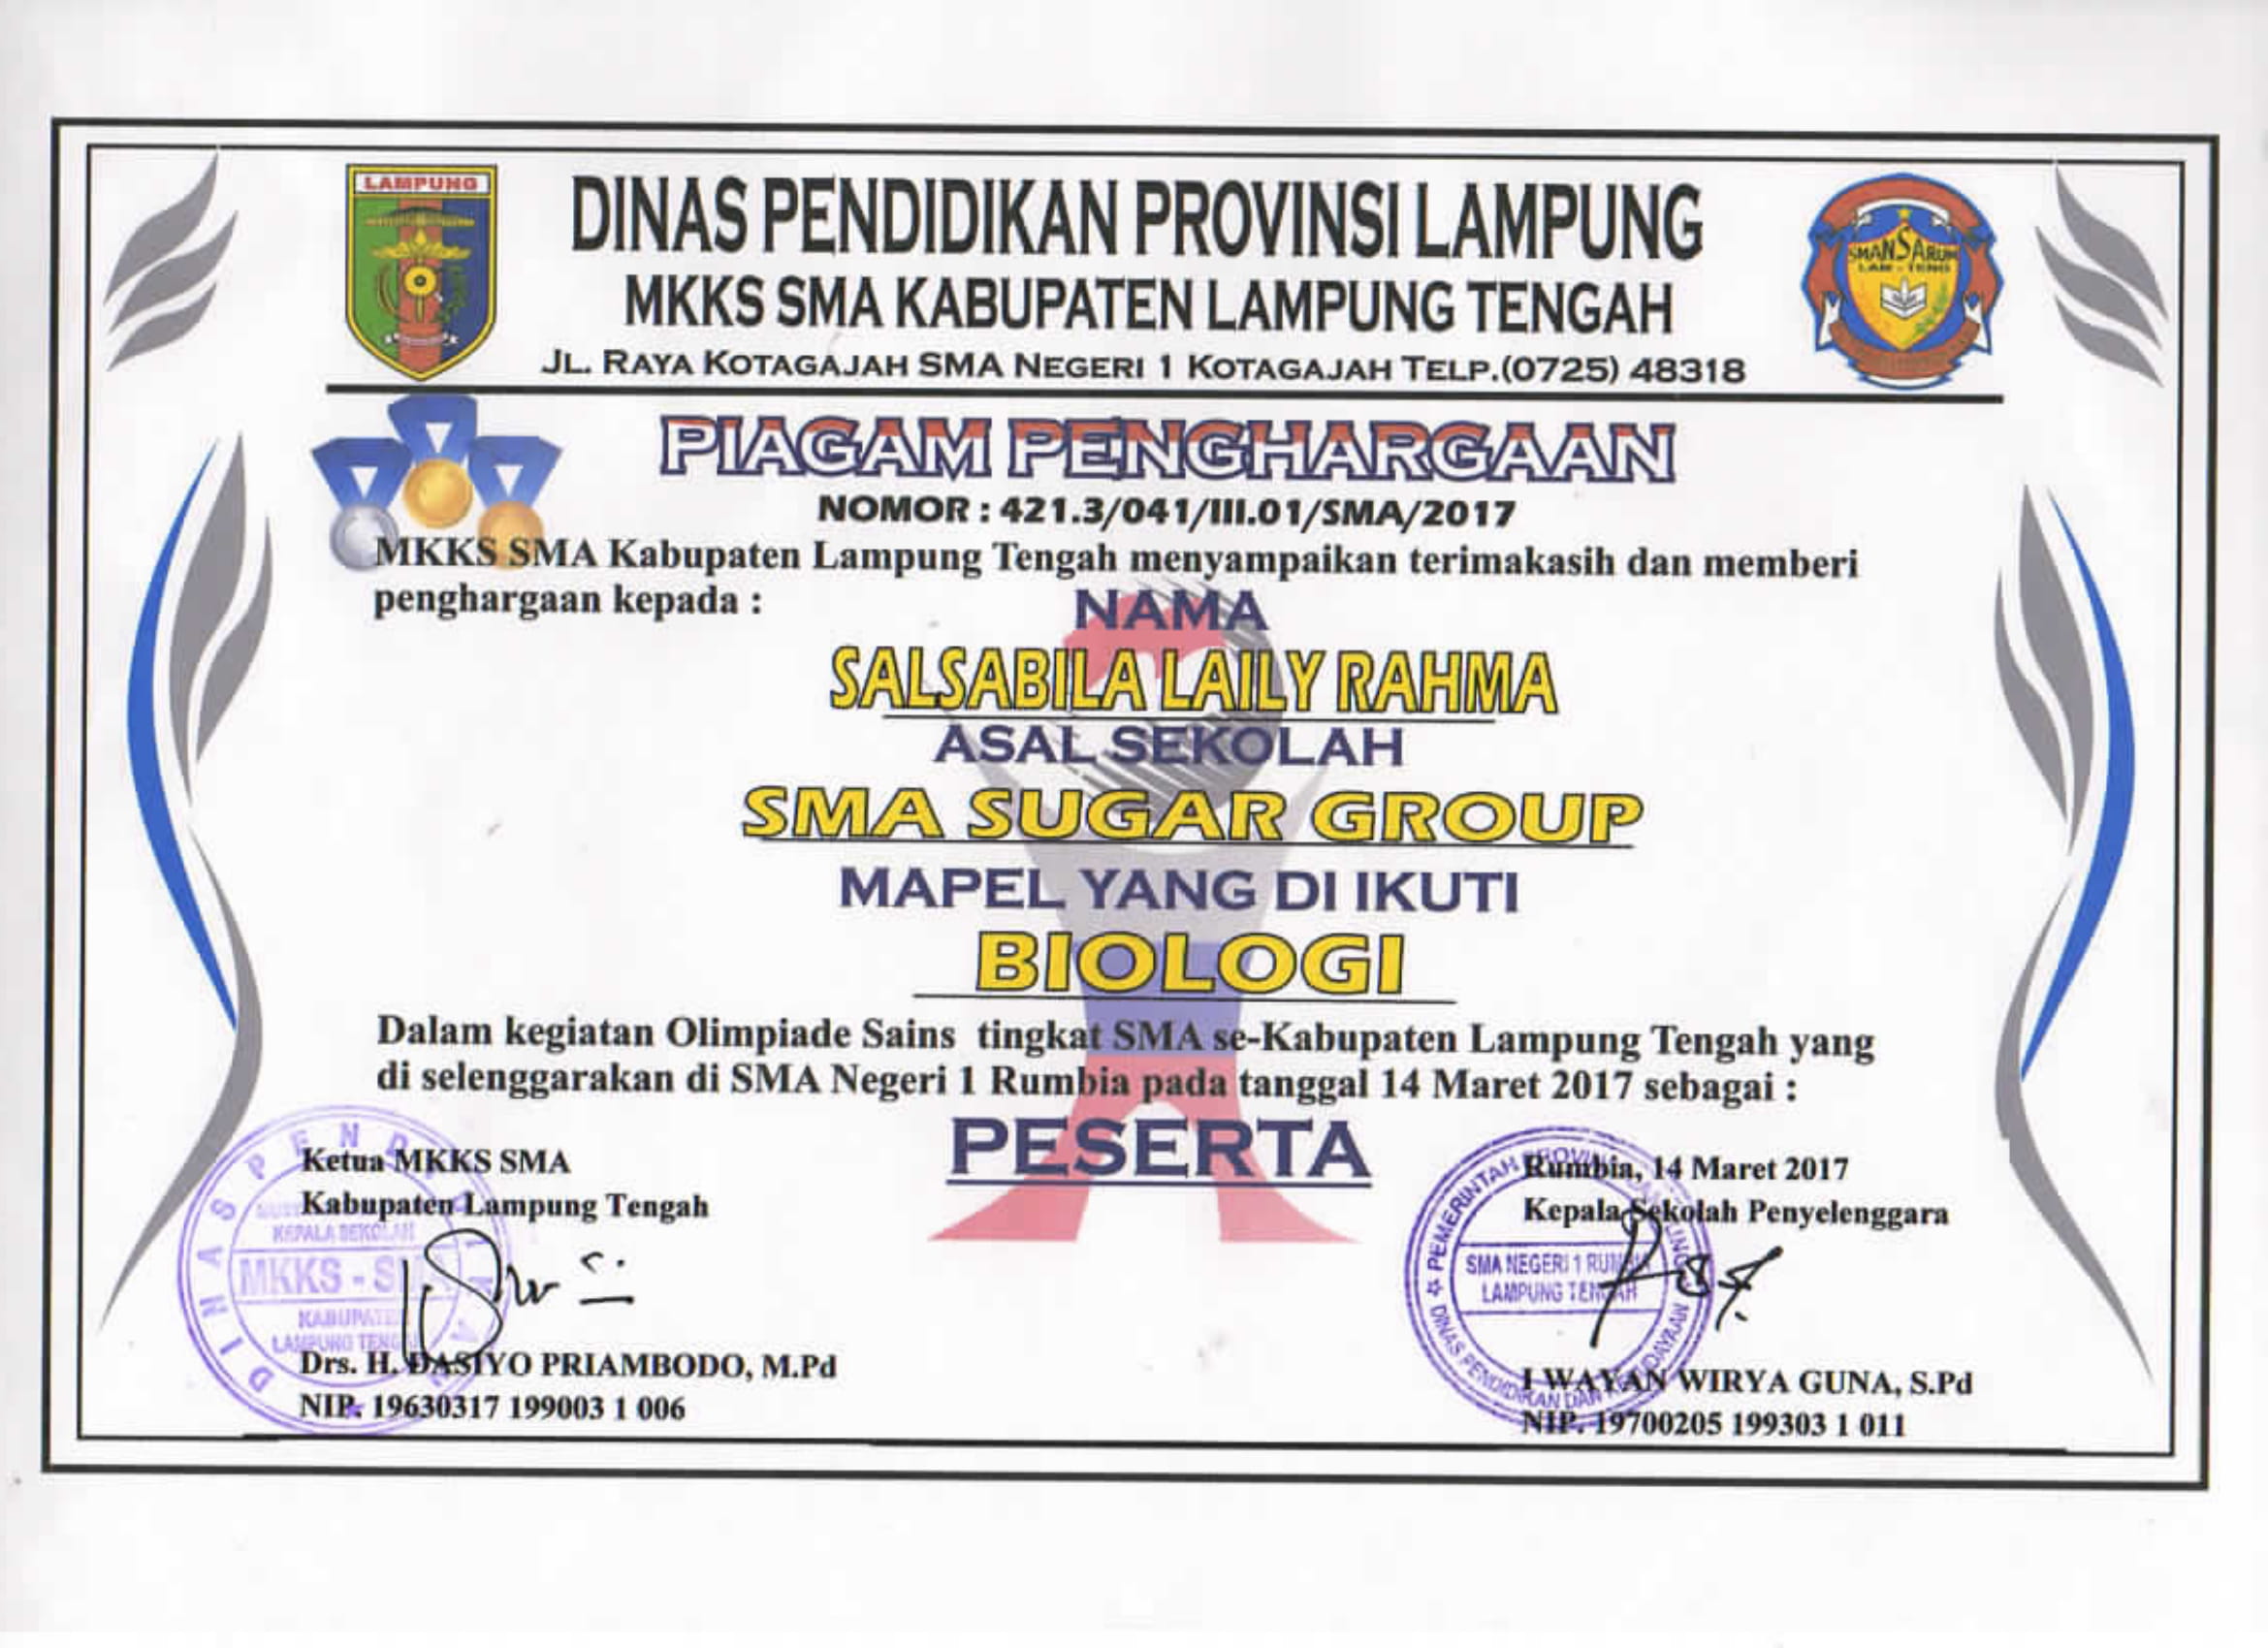 LAMPUNG
DINAS PENDIDIKAN PROVINSI LAMPUNG
MKKS SMA KABUPATEN LAMPUNG TENGAH
JL. RAYA KOTAGAJAH SMA NEGERI 1 KOTAGAJAH TELP.(0725) 48318
SMANSARUM
LAM - TENG
PIAGAM PENGHARGAAN
NOMOR : 421.3/041/III.01/SMA/2017
MKKS SMA Kabupaten Lampung Tengah menyampaikan terimakasih dan memberi
penghargaan kepada :
NAMA
SALSABILA LAILY RAHMA
ASAL SEKOLAH
SMA SUGAR GROUP
MAPEL YANG DI IKUTI
BIOLOGI
Dalam kegiatan Olimpiade Sains tingkat SMA se-Kabupaten Lampung Tengah yang
di selenggarakan di SMA Negeri 1 Rumbia pada tanggal 14 Maret 2017 sebagai :
PESERTA
Ketua MKKS SMA
Kabupaten Lampung Tengah
DINAS PENDIDIKAN
KEPALA SEKOLAH
MKKS - SMA
KABUPATEN
LAMPUNG TENGAH
Drs. H. DASIYO PRIAMBODO, M.Pd
NIP. 19630317 199003 1 006
Rumbia, 14 Maret 2017
Kepala Sekolah Penyelenggara
PEMERINTAH PROVINSI LAMPUNG
SMA NEGERI 1 RUMBIA
LAMPUNG TENGAH
DINAS PENDIDIKAN DAN KEBUDAYAAN
I WAYAN WIRYA GUNA, S.Pd
NIP. 19700205 199303 1 011